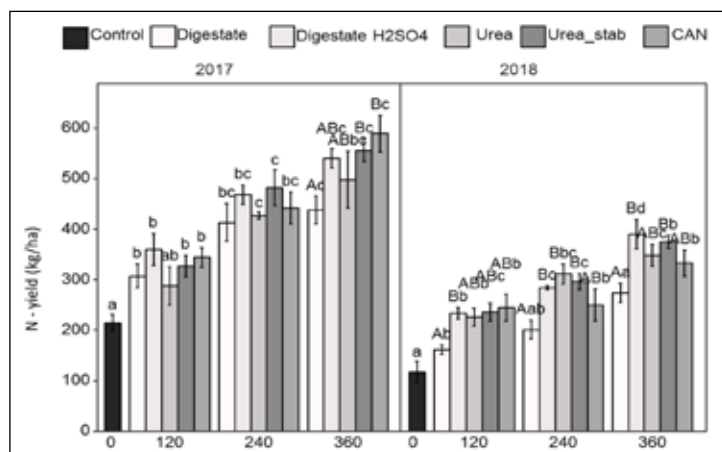 Control Digestate Digestate H2SO4 Urea Urea_stab CAN
2017 2018
N - yield (kg/ha)
600
500
400
300
200
100
0
a b b ab b b bc bc c c bc Ac ABc ABbc Bc Bc
a Ab Bb ABb ABc ABb Aab Bc Bbc Bc ABb Aa Bd ABc Bb ABb
0 120 240 360 0 120 240 360